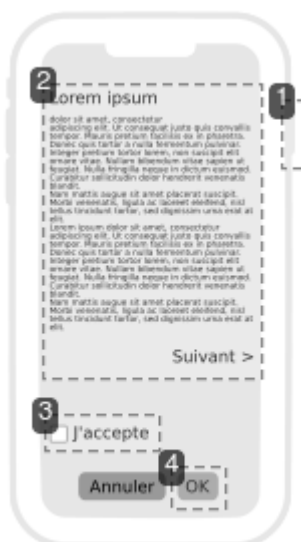 2
1
Lorem ipsum
dolor sit amet, consectetur
adipiscing elit. Ut consequat justo quis convallis
tempor. Mauris pretium facilisis ex in pharetra.
Donec quis tortor a nulla fermentum pulvinar.
Integer pretium tortor lorem, non suscipit elit
ornare vitae. Nullam bibendum vitae sapien ut
feugiat. Nulla fringilla neque in dictum euismod.
Curabitur sollicitudin dolor hendrerit venenatis
blandit.
Nam mattis augue sit amet placerat suscipit.
Morbi venenatis, ligula ac laoreet eleifend, nisl
tellus tincidunt tortor, sed dignissim urna erat at
elit.
Lorem ipsum dolor sit amet, consectetur
adipiscing elit. Ut consequat justo quis convallis
tempor. Mauris pretium facilisis ex in pharetra.
Donec quis tortor a nulla fermentum pulvinar.
Integer pretium tortor lorem, non suscipit elit
ornare vitae. Nullam bibendum vitae sapien ut
feugiat. Nulla fringilla neque in dictum euismod.
Curabitur sollicitudin dolor hendrerit venenatis
blandit.
Nam mattis augue sit amet placerat suscipit.
Morbi venenatis, ligula ac laoreet eleifend, nisl
tellus tincidunt tortor, sed dignissim urna erat at
elit.
Suivant >
3
J'accepte
4
Annuler
OK